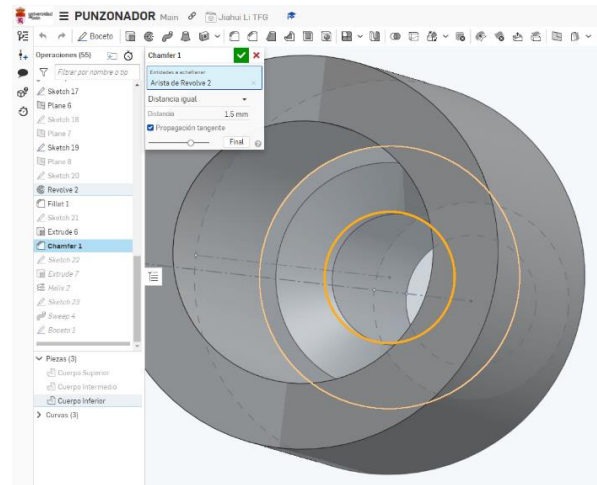 universidad
PUNZONADOR Main Jiahui Li TFG
Boceto
Operaciones (55)
Filtrar por nombre o tip
Sketch 17
Plane 6
Sketch 18
Plane 7
Sketch 19
Plane 8
Sketch 20
Revolve 2
Fillet 1
Sketch 21
Extrude 6
Chamfer 1
Sketch 22
Extrude 7
Helix 2
Sketch 23
Sweep 4
Boceto 1
Piezas (3)
Cuerpo Superior
Cuerpo Intermedio
Cuerpo Inferior
Curvas (3)
Chamfer 1
Entidades a achaflanar
Arista de Revolve 2
Distancia igual
Distancia 1.5 mm
Propagación tangente
Final